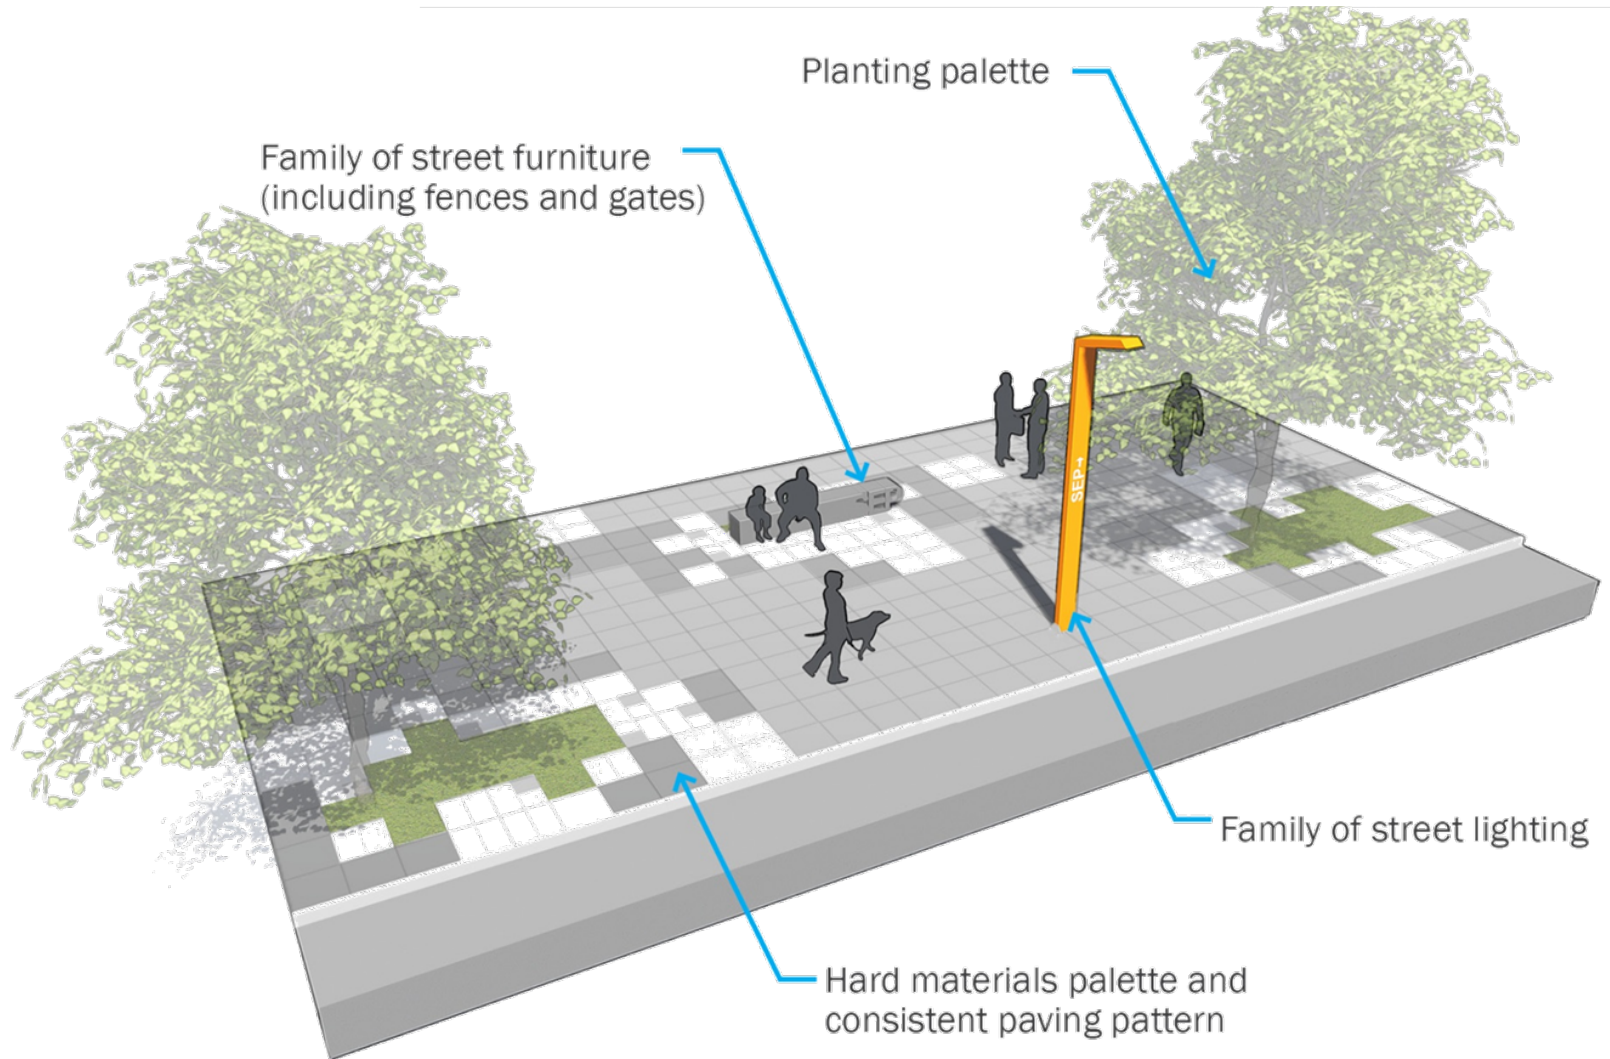 Planting palette
Family of street furniture
(including fences and gates)
SEP→
Family of street lighting
Hard materials palette and
consistent paving pattern